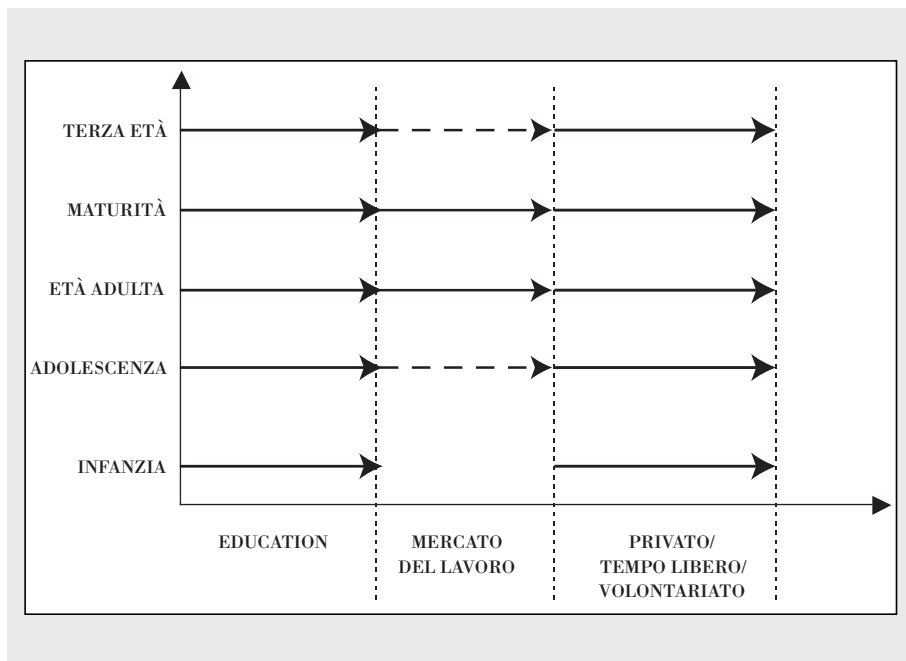 TERZA ETÀ
MATURITÀ
ETÀ ADULTA
ADOLESCENZA
INFANZIA
EDUCATION
MERCATO
DEL LAVORO
PRIVATO/
TEMPO LIBERO/
VOLONTARIATO